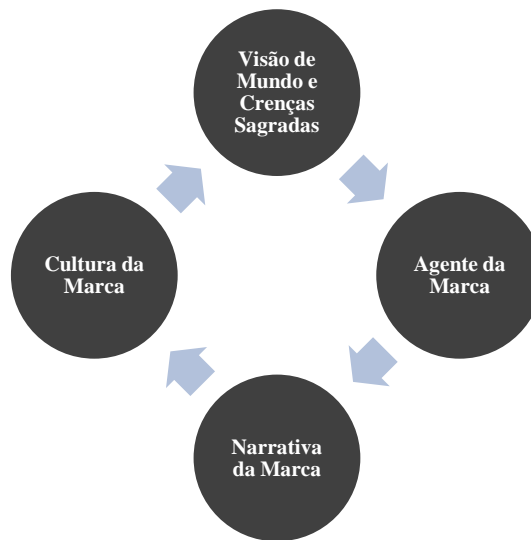 Visão de
Mundo e
Crenças
Sagradas
Agente da
Marca
Narrativa
da Marca
Cultura da
Marca